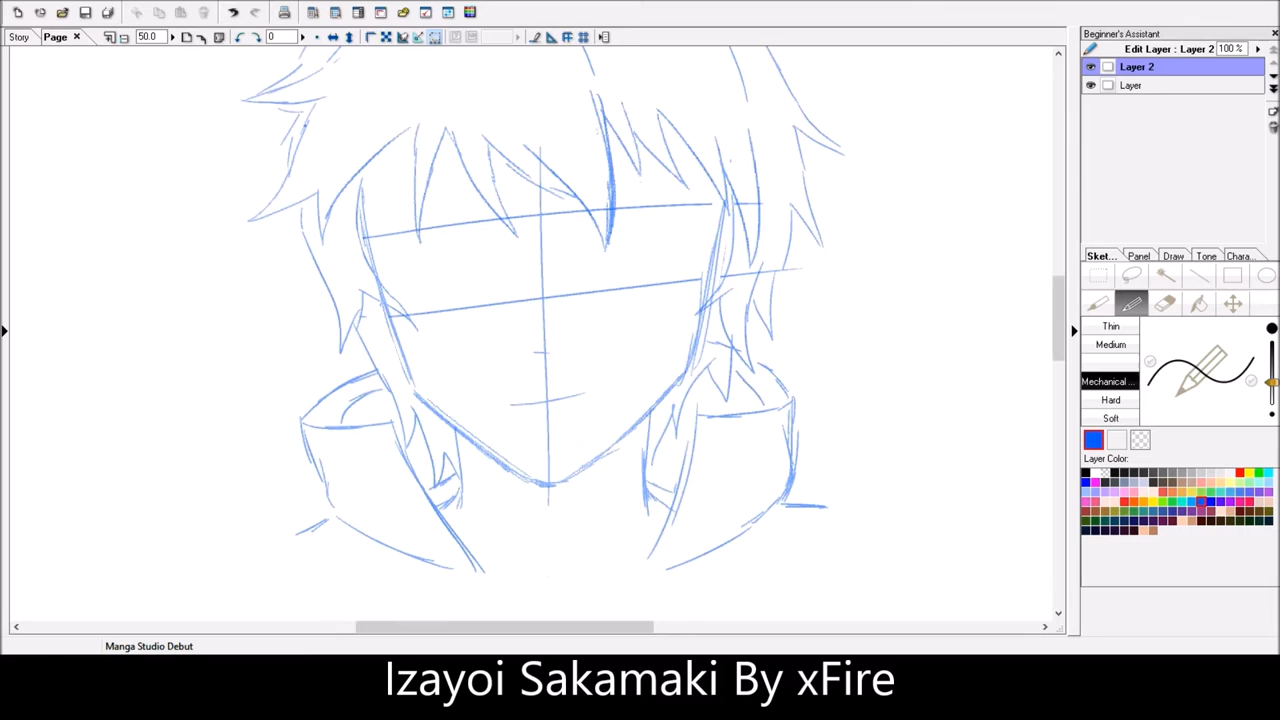 Story
Page
50.0
0
Beginner's Assistant
Edit Layer : Layer 2 100 %
Layer 2
Layer
Sket...
Panel
Draw
Tone
Chara...
Thin
Medium
Mechanical ...
Hard
Soft
Layer Color:
Manga Studio Debut
Izayoi Sakamaki By xFire